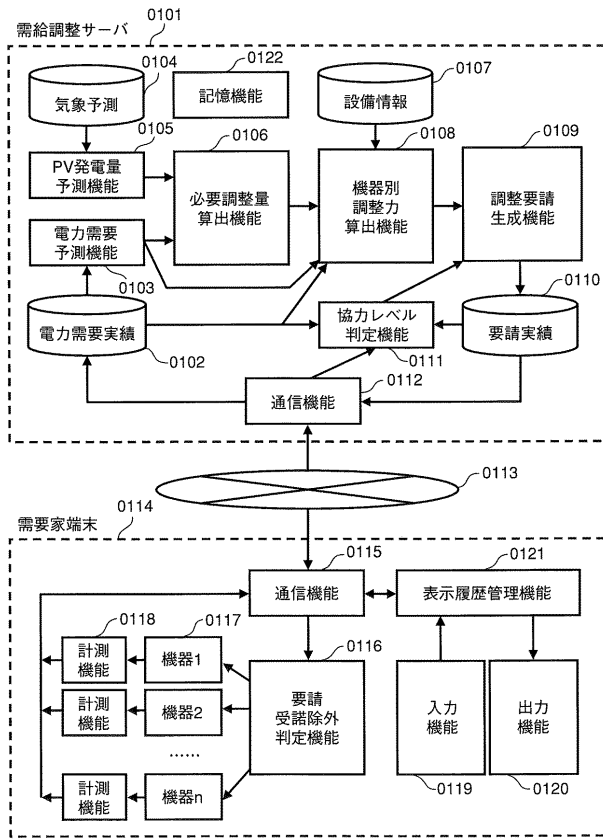 需給調整サーバ
0101
0104
0122
0107
気象予測
記憶機能
設備情報
0105
0106
0108
0109
PV発電量
予測機能
必要調整量
算出機能
機器別
調整力
算出機能
調整要請
生成機能
電力需要
予測機能
0103
0110
電力需要実績
協力レベル
判定機能
要請実績
0102
0111
0112
通信機能
0113
需要家端末
0114
0115
0121
通信機能
表示履歴管理機能
0118
0117
0116
計測
機能
機器1
要請
受諾除外
判定機能
入力
機能
出力
機能
計測
機能
機器2
……
計測
機能
機器n
0119
0120